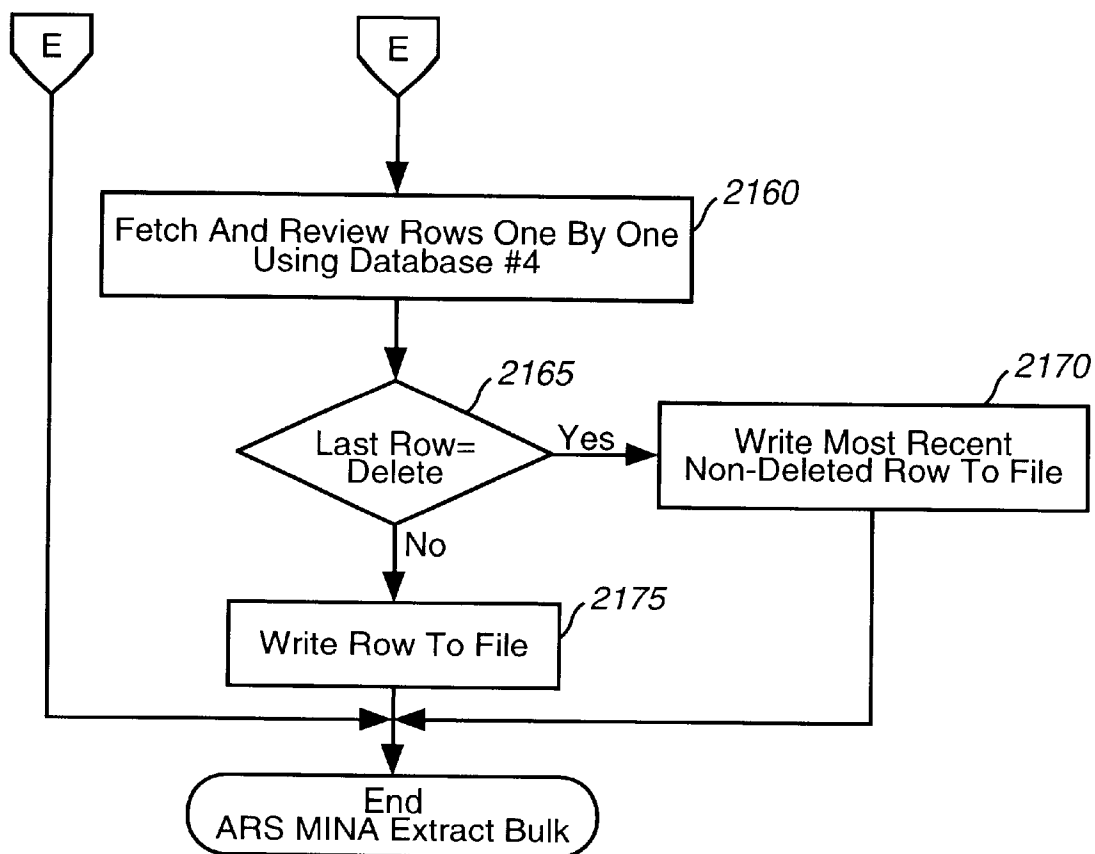 E
E
2160
Fetch And Review Rows One By One
Using Database #4
2165
2170
Last Row=
Delete
Yes
Write Most Recent
Non-Deleted Row To File
No
2175
Write Row To File
End
ARS MINA Extract Bulk